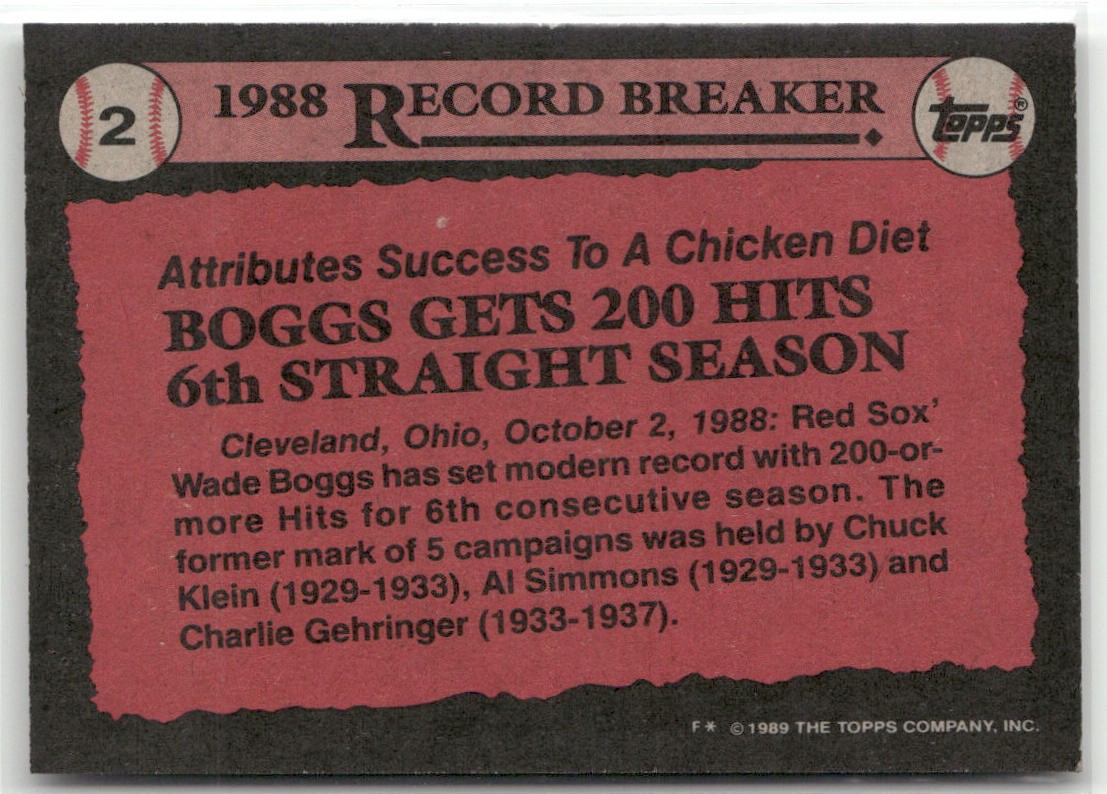 2
1988 RECORD BREAKER
Topps®
Attributes Success To A Chicken Diet
BOGGS GETS 200 HITS
6th STRAIGHT SEASON
Cleveland, Ohio, October 2, 1988: Red Sox'
Wade Boggs has set modern record with 200-or-
more Hits for 6th consecutive season. The
former mark of 5 campaigns was held by Chuck
Klein (1929-1933), Al Simmons (1929-1933) and
Charlie Gehringer (1933-1937).
F* ©1989 THE TOPPS COMPANY, INC.